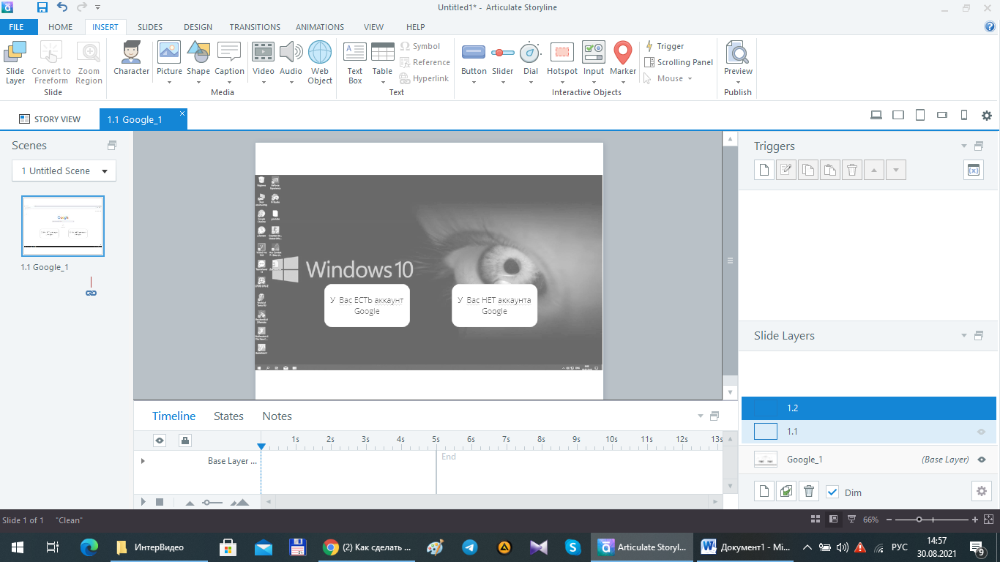 Untitled1* - Articulate Storyline
FILE HOME INSERT SLIDES DESIGN TRANSITIONS ANIMATIONS VIEW HELP
Slide Layer
Convert to Freeform
Zoom Region
Slide
Character
Picture
Shape
Caption
Video
Audio
Web Object
Media
Text Box
Table
Symbol
Reference
Hyperlink
Text
Button
Slider
Dial
Hotspot
Input
Marker
Trigger
Scrolling Panel
Mouse
Interactive Objects
Preview
Publish
STORY VIEW
1.1 Google_1
Scenes
1 Untitled Scene
Google
1.1 Google_1
Windows 10
У Вас ЕСТЬ аккаунт
Google
У Вас НЕТ аккаунта
Google
Triggers
Slide Layers
1.2
1.1
Google_1 (Base Layer)
Dim
Timeline States Notes
1s 2s 3s 4s 5s 6s 7s 8s 9s 10s 11s 12s 13s
Base Layer ...
End
Slide 1 of 1 "Clean"
66%
ИнтерВидео
(2) Как сделать ...
Articulate Storyl...
Документ1 - Mi...
РУС
14:57
30.08.2021
9